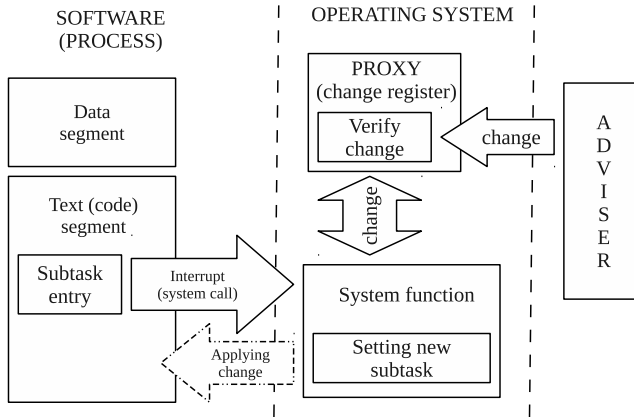 SOFTWARE
(PROCESS)
OPERATING SYSTEM
Data
segment
Text (code)
segment
Subtask
entry
Interrupt
(system call)
Applying
change
PROXY
(change register)
Verify
change
change
change
System function
Setting new
subtask
A
D
V
I
S
E
R